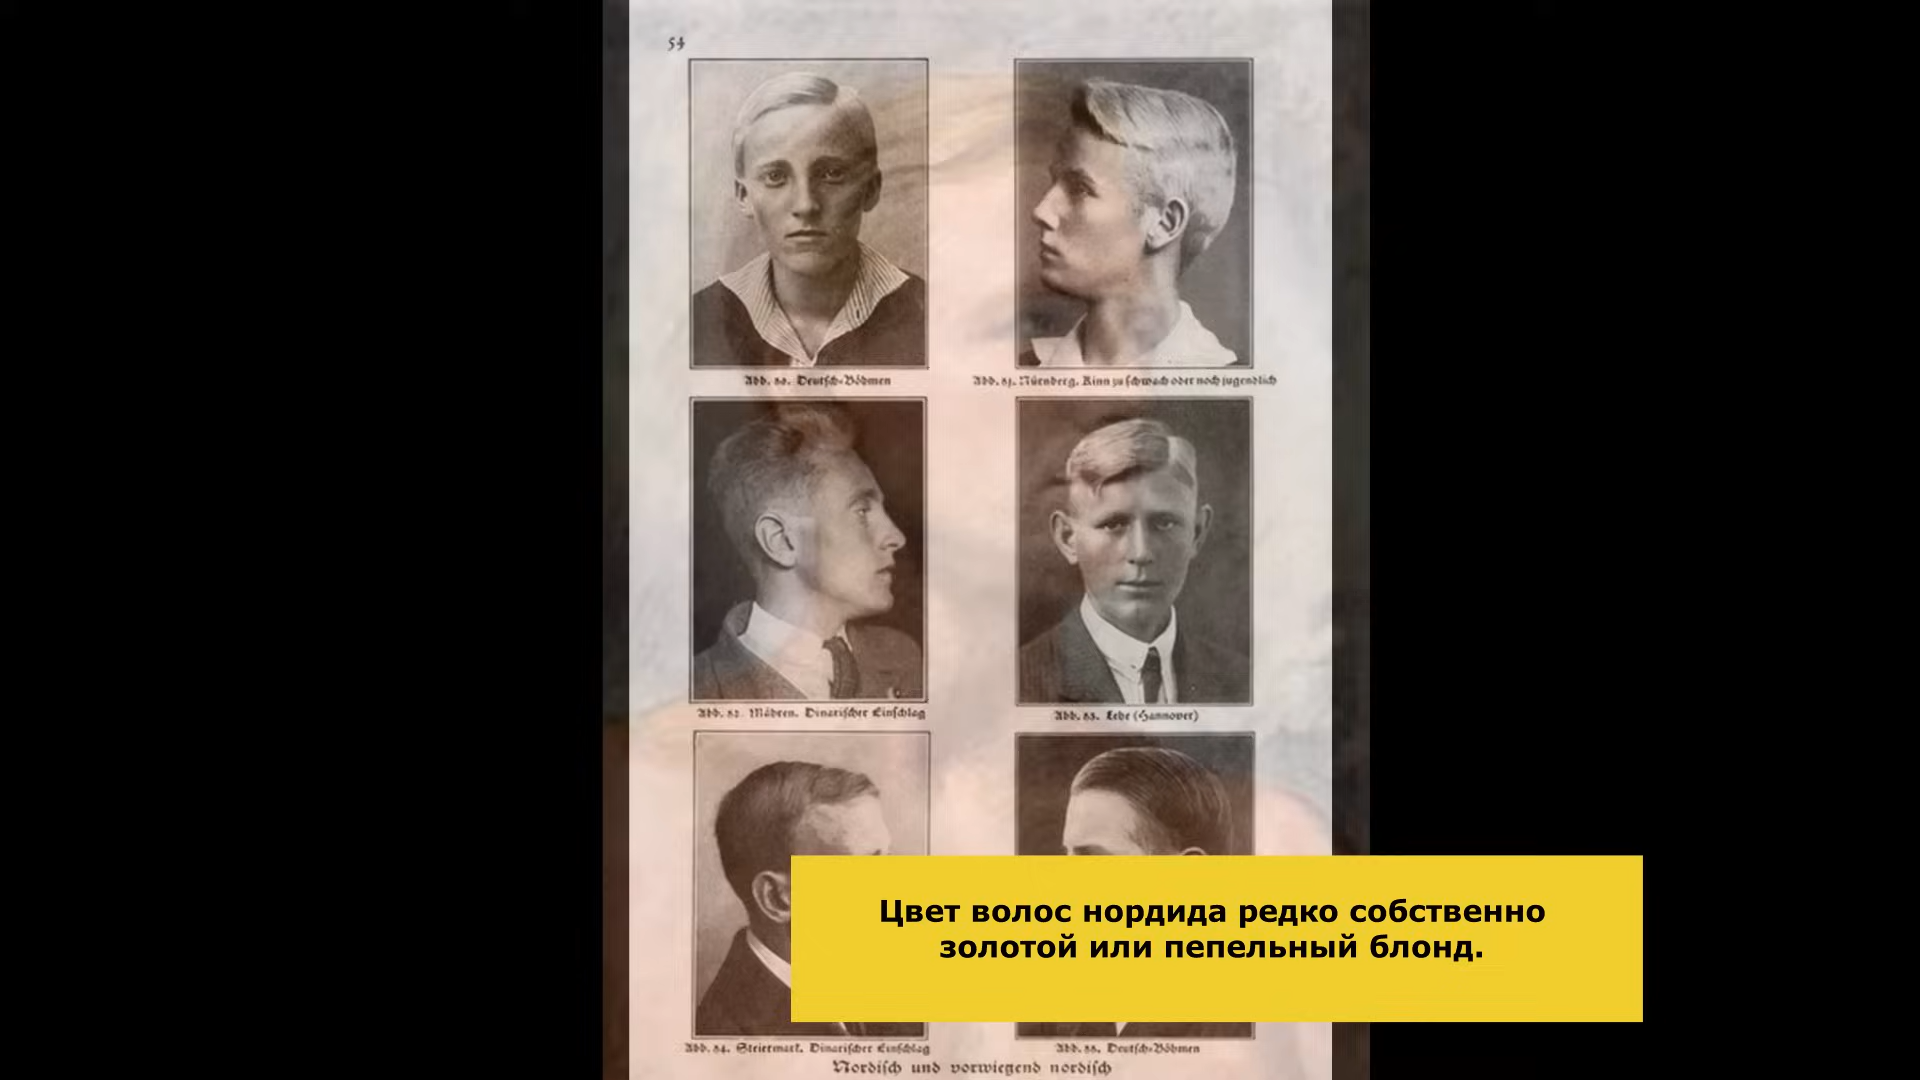 54
Abb. 80. Deutsch-Böhmen
Abb. 81. Nürnberg. Kinn zu schwach oder noch jugendlich
Abb. 82. Mähren. Dinarischer Einschlag
Abb. 83. Lehe (Hannover)
Цвет волос нордида редко собственно
золотой или пепельный блонд.
Abb. 84. Steiermark. Dinarischer Einschlag
Abb. 85. Deutsch-Böhmen
Nordisch und vorwiegend nordisch